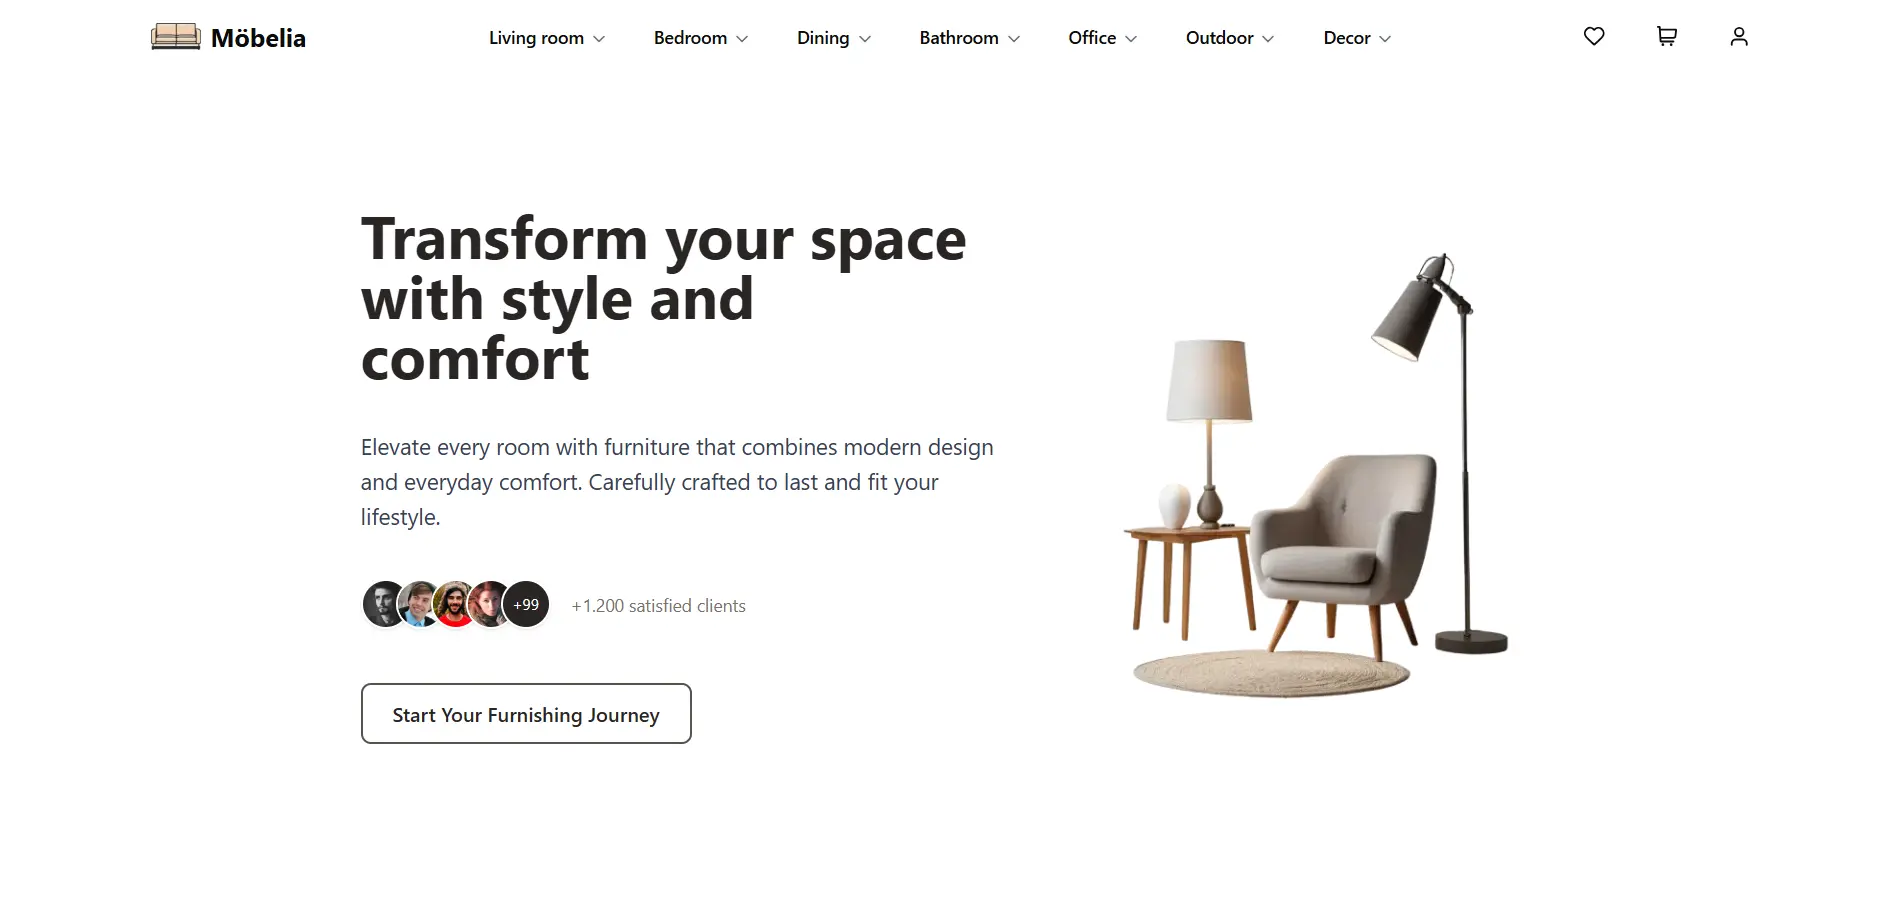 Möbelia
Living room
Bedroom
Dining
Bathroom
Office
Outdoor
Decor
Transform your space
with style and
comfort
Elevate every room with furniture that combines modern design
and everyday comfort. Carefully crafted to last and fit your
lifestyle.
+99
+1.200 satisfied clients
Start Your Furnishing Journey